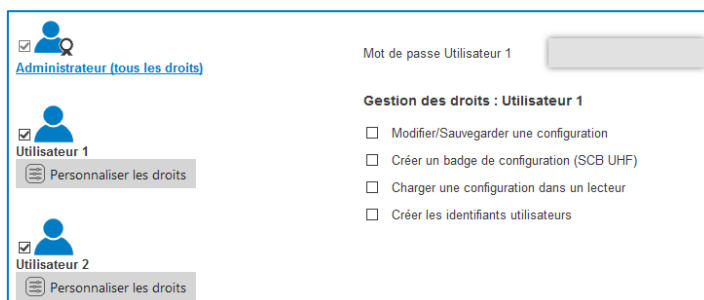 Administrateur (tous les droits)
Utilisateur 1
Personnaliser les droits
Utilisateur 2
Personnaliser les droits
Mot de passe Utilisateur 1
Gestion des droits : Utilisateur 1
Modifier/Sauvegarder une configuration
Créer un badge de configuration (SCB UHF)
Charger une configuration dans un lecteur
Créer les identifiants utilisateurs